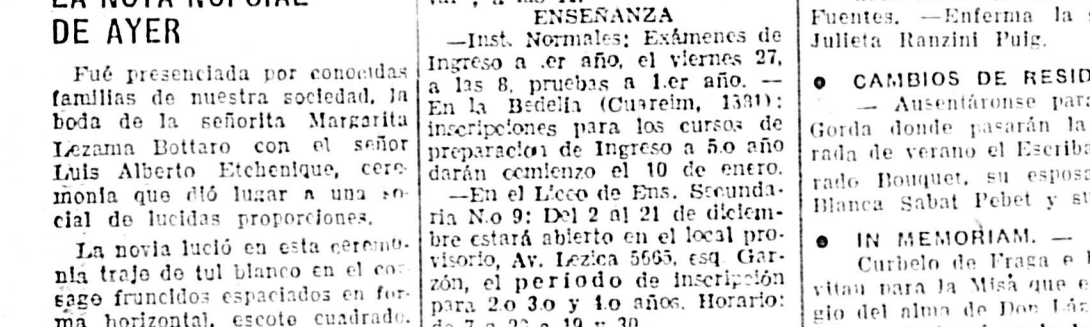 DE AYER
Fué presenciada por conocidas
familias de nuestra sociedad, la
boda de la señorita Margarita
Lezama Bottaro con el señor
Luis Alberto Etchenique, cere-
monia que dió lugar a una so-
cial de lucidas proporciones.
La novia lució en esta ceremo-
nia traje de tul blanco en el cor-
sage fruncidos espaciados en for-
ma horizontal, escote cuadrado,
ENSEÑANZA
—Inst. Normales: Exámenes de
Ingreso a .er año, el viernes 27,
a las 8, pruebas a 1.er año. —
En la Bedelía (Cuareim, 1381):
inscripciones para los cursos de
preparacion de Ingreso a 5.o año
darán comienzo el 10 de enero.
—En el Liceo de Ens. Secunda-
ria N.o 9: Del 2 al 21 de diciem-
bre estará abierto en el local pro-
visorio, Av. Lezica 5665, esq. Gar-
zón, el período de inscripción
para 2.o 3.o y 4.o años. Horario:
de 7 a 22 a 19 y 30.
Fuentes. —Enferma la
Julieta Ranzini Puig.
● CAMBIOS DE RESID
— Ausentáronse para
Gorda donde pasarán la
rada de verano el Escriba
rado Bouquet, su esposa
Blanca Sabat Pebet y su
● IN MEMORIAM. —
Curbelo de Fraga e
vitan para la Misa que e
gio del alma de Don